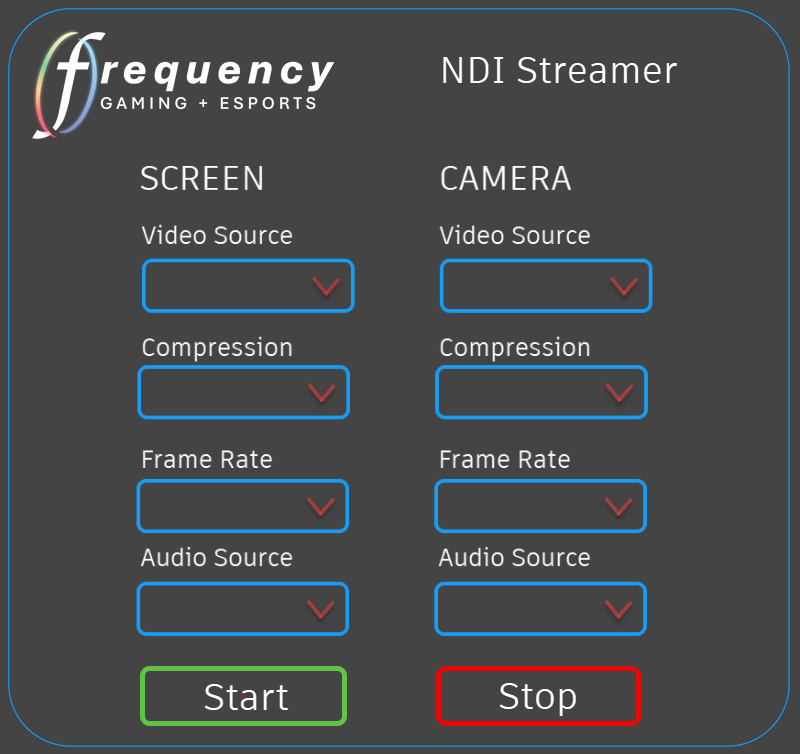 frequency
GAMING + ESPORTS
NDI Streamer
SCREEN
CAMERA
Video Source
Video Source
Compression
Compression
Frame Rate
Frame Rate
Audio Source
Audio Source
Start
Stop